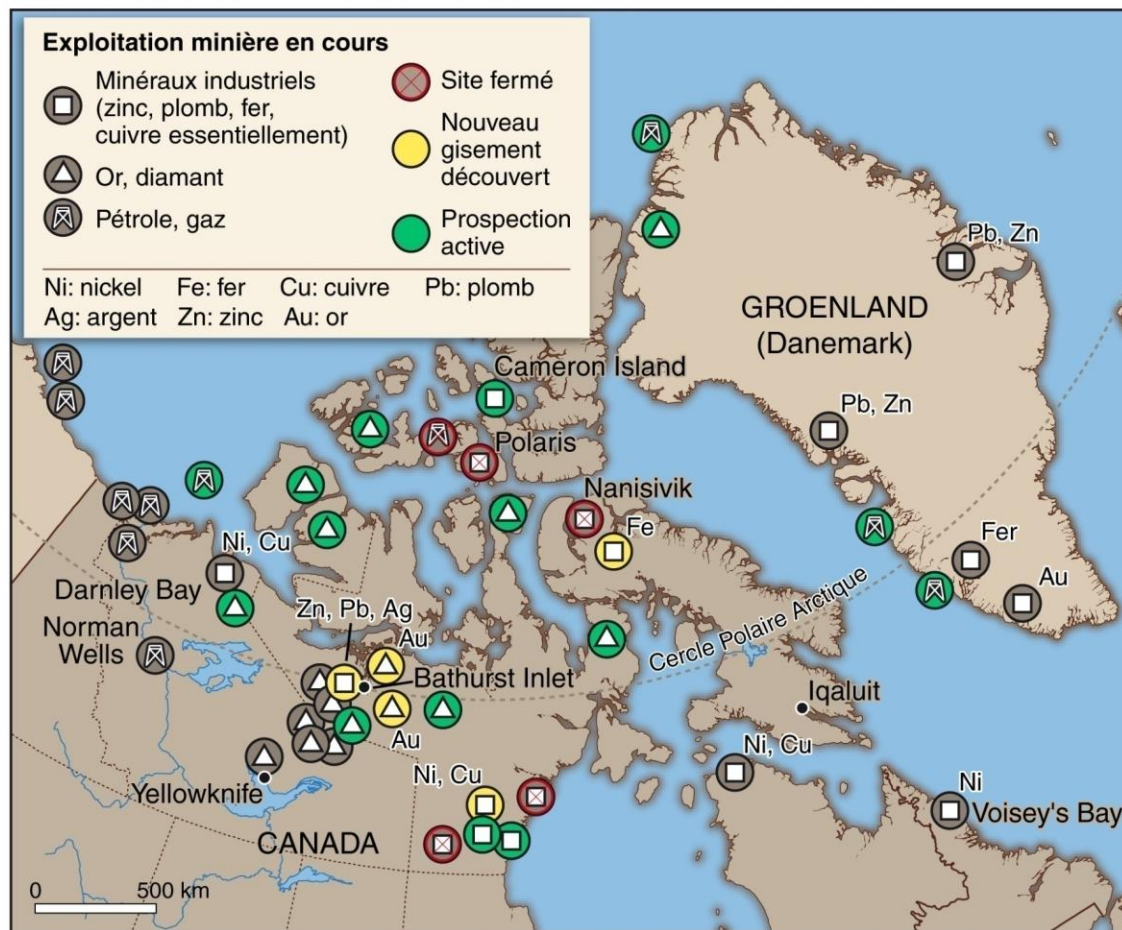 Exploitation minière en cours
Minéraux industriels
(zinc, plomb, fer,
cuivre essentiellement)
Or, diamant
Pétrole, gaz
Site fermé
Nouveau
gisement
découvert
Prospection
active
Ni: nickel Fe: fer Cu: cuivre Pb: plomb
Ag: argent Zn: zinc Au: or
Pb, Zn
GROENLAND
(Danemark)
Cameron Island
Pb, Zn
Polaris
Nanisivik
Fe
Ni, Cu
Fer
Darnley Bay
Au
Zn, Pb, Ag
Norman
Wells
Au
Cercle Polaire Arctique
Bathurst Inlet
Iqaluit
Au
Ni, Cu
Ni, Cu
Ni
Yellowknife
Voisey's Bay
CANADA
0 500 km